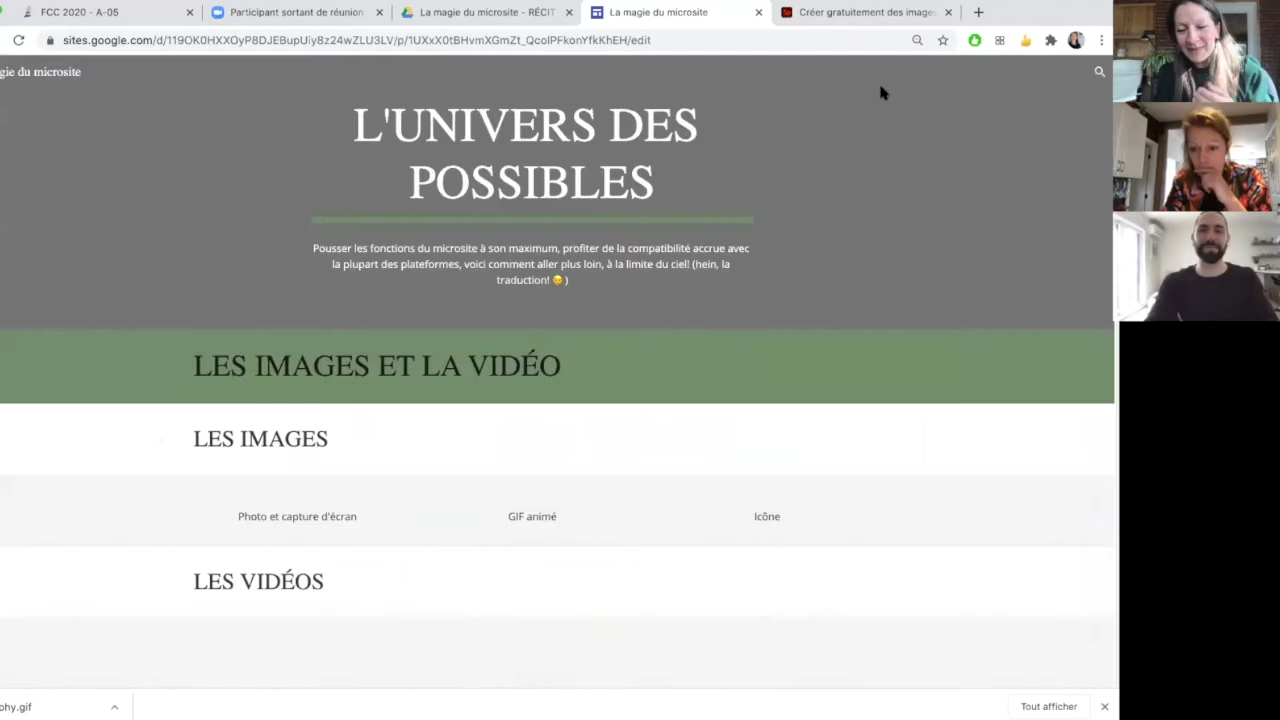 FCC 2020 - A-05
Participant sortant de réunion
La magie du microsite - RÉCIT
La magie du microsite
Créer gratuitement des images
sites.google.com/d/119OK0HXXOyP8DJEBupUiy8z24wZLU3LV/p/1UXxX0tBHvmXGmZt_QcolPFkonYfkKhEH/edit
gie du microsite
L'UNIVERS DES
POSSIBLES
Pousser les fonctions du microsite à son maximum, profiter de la compatibilité accrue avec
la plupart des plateformes, voici comment aller plus loin, à la limite du ciel! (hein, la
traduction! 😅 )
LES IMAGES ET LA VIDÉO
LES IMAGES
Photo et capture d'écran
GIF animé
Icône
LES VIDÉOS
phy.gif
Tout afficher